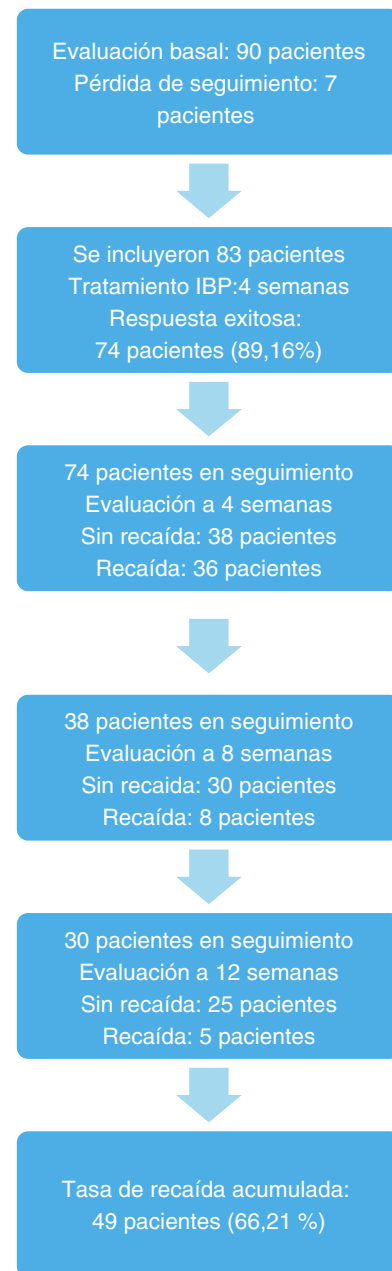 Evaluación basal: 90 pacientes
Pérdida de seguimiento: 7
pacientes
Se incluyeron 83 pacientes
Tratamiento IBP:4 semanas
Respuesta exitosa:
74 pacientes (89,16%)
74 pacientes en seguimiento
Evaluación a 4 semanas
Sin recaída: 38 pacientes
Recaída: 36 pacientes
38 pacientes en seguimiento
Evaluación a 8 semanas
Sin recaida: 30 pacientes
Recaída: 8 pacientes
30 pacientes en seguimiento
Evaluación a 12 semanas
Sin recaída: 25 pacientes
Recaída: 5 pacientes
Tasa de recaída acumulada:
49 pacientes (66,21 %)